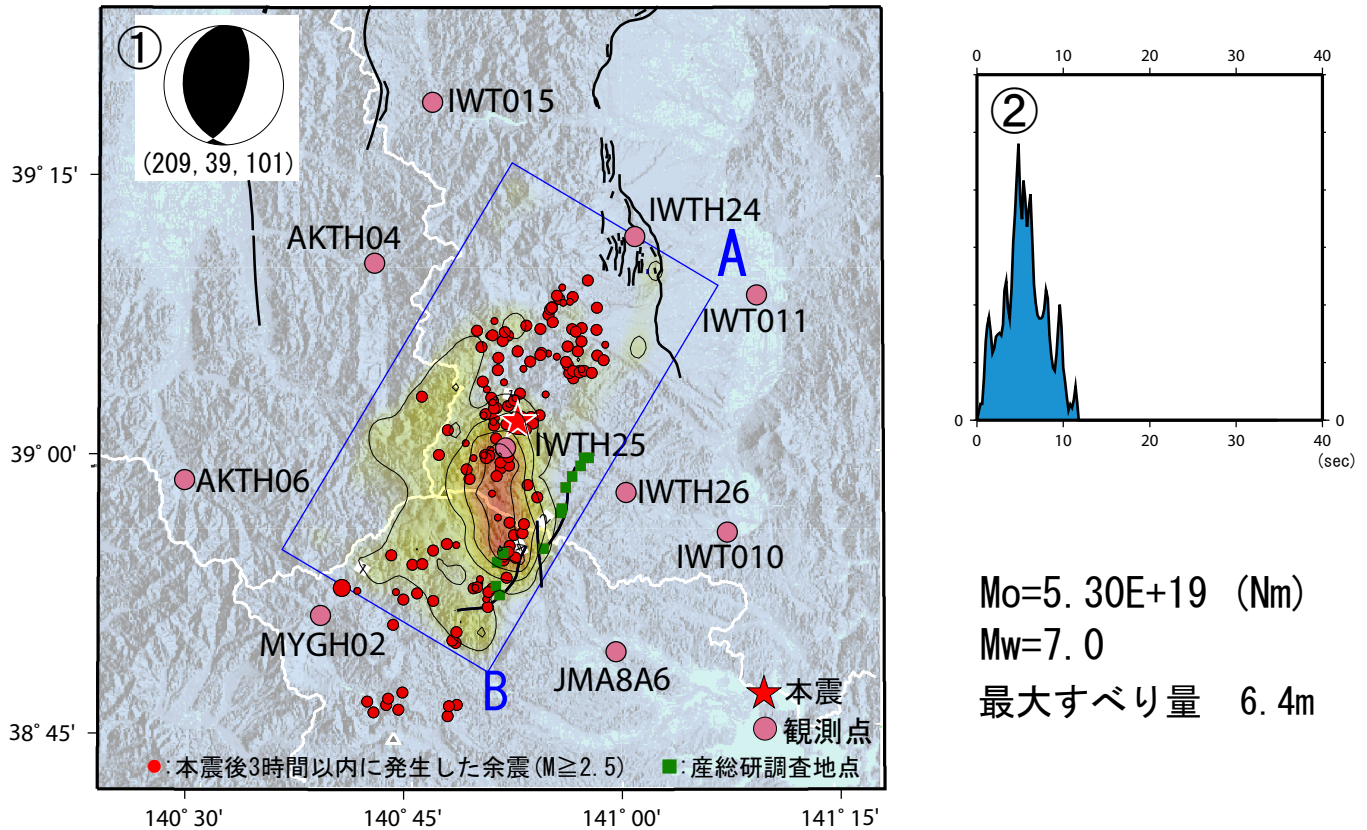 ①
(209, 39, 101)
IWT015
39° 15'
IWTH24
AKTH04
A
IWT011
39° 00'
IWTH25
AKTH06
IWTH26
IWT010
MYGH02
JMA8A6
B
本震
観測点
38° 45'
:本震後3時間以内に発生した余震(M≧2.5)
:産総研調査地点
140° 30'
140° 45'
141° 00'
141° 15'
0 10 20 30 40
②
0 0
0 10 20 30 40
(sec)
Mo=5.30E+19 (Nm)
Mw=7.0
最大すべり量 6.4m